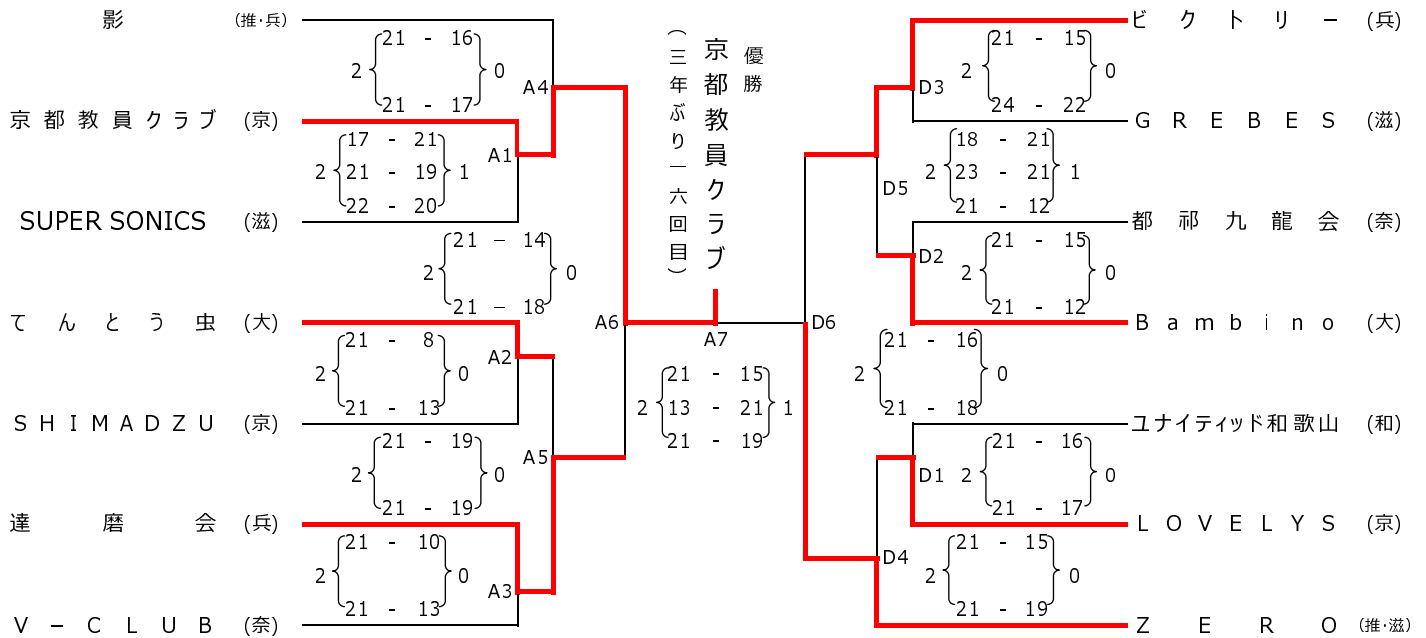 影 (推・兵)
21 - 16
2 0
21 - 17
A4
京都教員クラブ (京)
17 - 21
2 21 - 19 1
22 - 20
A1
SUPER SONICS (滋)
21 - 14
2 0
21 - 18
てんとう虫 (大)
21 - 8
2 0
21 - 13
A2
SHIMADZU (京)
21 - 19
2 0
21 - 19
A5
達磨会 (兵)
21 - 10
2 0
21 - 13
A3
V-CLUB (奈)
A6
優勝
京都教員クラブ
(三年ぶり一六回目)
A7
21 - 15
2 13 - 21 1
21 - 19
ビクトリー (兵)
21 - 15
2 0
24 - 22
D3
GREBES (滋)
18 - 21
2 23 - 21 1
21 - 12
D5
都祁九龍会 (奈)
21 - 15
2 0
21 - 12
D2
Bambino (大)
D6
21 - 16
2 0
21 - 18
ユナイティッド和歌山 (和)
21 - 16
2 0
21 - 17
D1
LOVELYS (京)
21 - 15
2 0
21 - 19
D4
ZERO (推・滋)